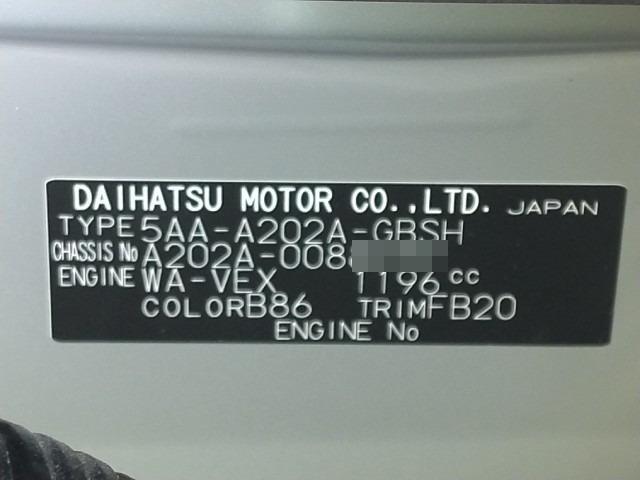 DAIHATSU MOTOR CO.,LTD. JAPAN
TYPE 5AA-A202A-GBSH
CHASSIS No A202A-008
ENGINE WA-VEX 1196 cc
COLOR B86 TRIM FB20
ENGINE No